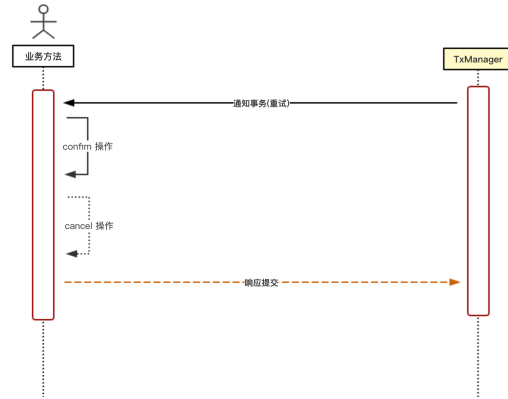 业务方法
TxManager
通知事务(重试)
confirm 操作
cancel 操作
响应提交